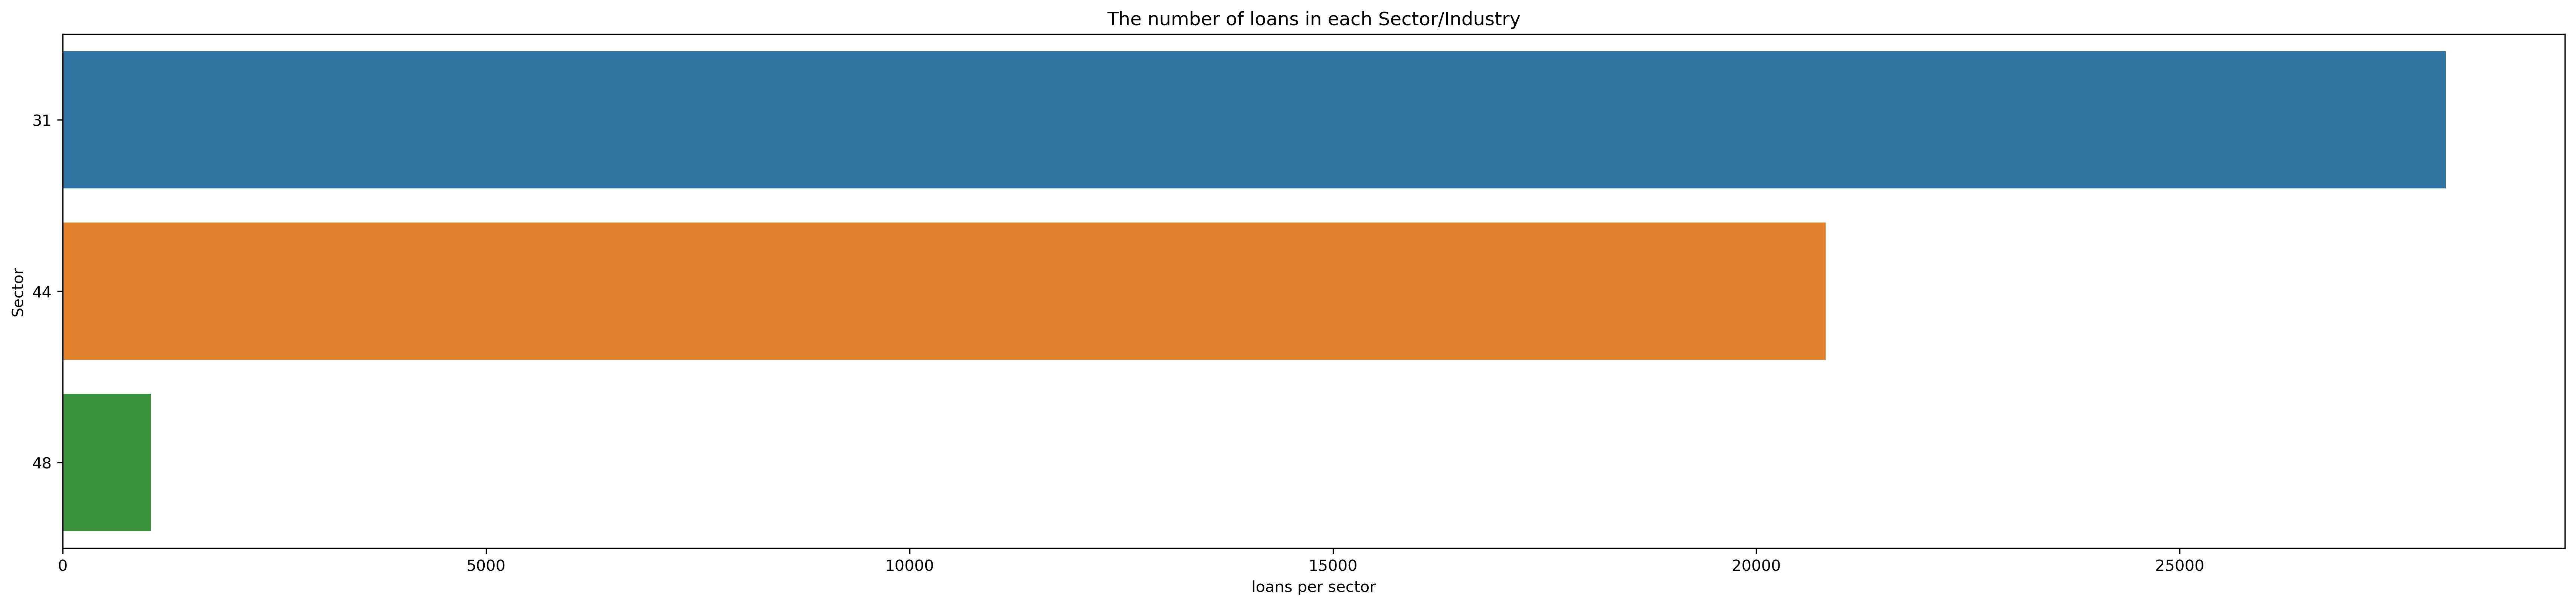 The number of loans in each Sector/Industry
Sector
31
44
48
0 5000 10000 15000 20000 25000
loans per sector